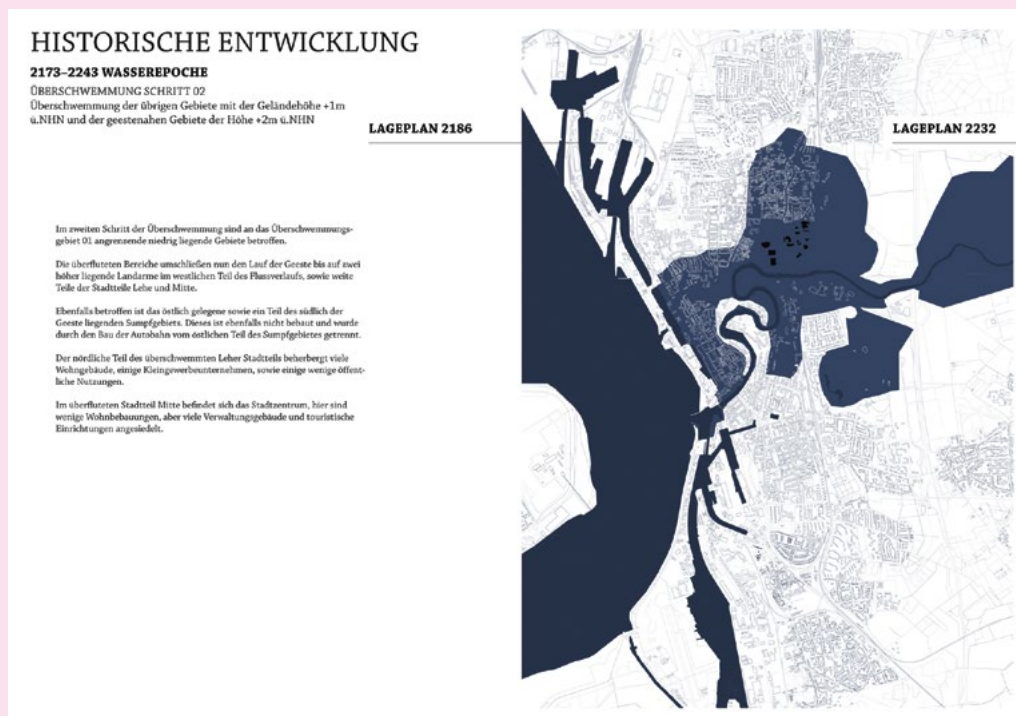 HISTORISCHE ENTWICKLUNG
2173–2243 WASSEREPOCHE
ÜBERSCHWEMMUNG SCHRITT 02
Überschwemmung der übrigen Gebiete mit der Geländehöhe +1m
ü.NHN und der geestenahen Gebiete der Höhe +2m ü.NHN
LAGEPLAN 2186
LAGEPLAN 2232
Im zweiten Schritt der Überschwemmung sind an das Überschwemmungs-
gebiet 01 angrenzende niedrig liegende Gebiete betroffen.
Die überfluteten Bereiche umschließen nun den Lauf der Geeste bis auf zwei
höher liegende Landarme im westlichen Teil des Flussverlaufs, sowie weite
Teile der Stadtteile Lehe und Mitte.
Ebenfalls betroffen ist das östlich gelegene sowie ein Teil des südlich der
Geeste liegenden Sumpfgebiets. Dieses ist ebenfalls nicht bebaut und wurde
durch den Bau der Autobahn vom östlichen Teil des Sumpfgebietes getrennt.
Der nördliche Teil des überschwemmten Leher Stadtteils beherbergt viele
Wohngebäude, einige Kleingewerbeunternehmen, sowie einige wenige öffent-
liche Nutzungen.
Im überfluteten Stadtteil Mitte befindet sich das Stadtzentrum, hier sind
wenige Wohnbebauungen, aber viele Verwaltungsgebäude und touristische
Einrichtungen angesiedelt.